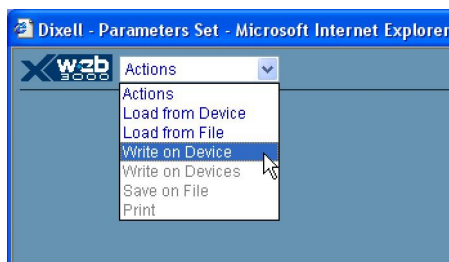 Dixell - Parameters Set - Microsoft Internet Explorer
Xweb 3000
Actions
Actions
Load from Device
Load from File
Write on Device
Write on Devices
Save on File
Print